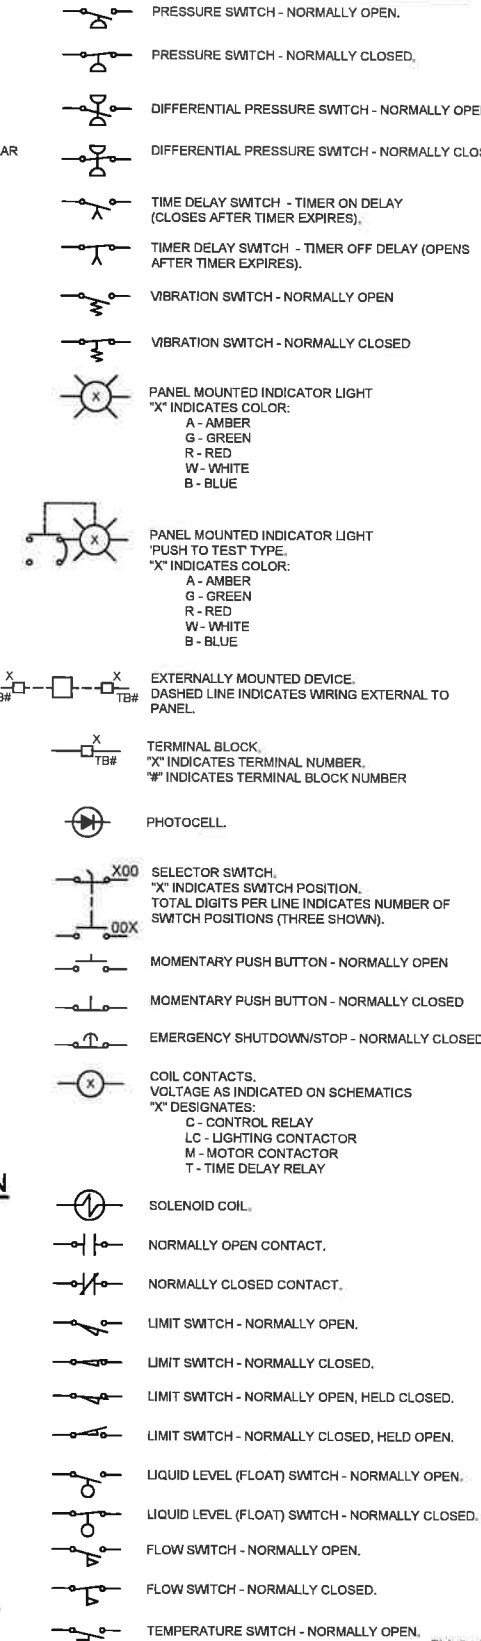 PRESSURE SWITCH - NORMALLY OPEN.
PRESSURE SWITCH - NORMALLY CLOSED.
DIFFERENTIAL PRESSURE SWITCH - NORMALLY OPE
AR
DIFFERENTIAL PRESSURE SWITCH - NORMALLY CLOS
TIME DELAY SWITCH - TIMER ON DELAY
(CLOSES AFTER TIMER EXPIRES).
TIMER DELAY SWITCH - TIMER OFF DELAY (OPENS
AFTER TIMER EXPIRES).
VIBRATION SWITCH - NORMALLY OPEN
VIBRATION SWITCH - NORMALLY CLOSED
X
PANEL MOUNTED INDICATOR LIGHT
"X" INDICATES COLOR:
A - AMBER
G - GREEN
R - RED
W - WHITE
B - BLUE
X
PANEL MOUNTED INDICATOR LIGHT
'PUSH TO TEST' TYPE.
"X" INDICATES COLOR:
A - AMBER
G - GREEN
R - RED
W - WHITE
B - BLUE
X X
B# TB#
EXTERNALLY MOUNTED DEVICE.
DASHED LINE INDICATES WIRING EXTERNAL TO
PANEL.
X
TB#
TERMINAL BLOCK.
"X" INDICATES TERMINAL NUMBER.
"#" INDICATES TERMINAL BLOCK NUMBER
PHOTOCELL.
X00
00X
SELECTOR SWITCH.
"X" INDICATES SWITCH POSITION.
TOTAL DIGITS PER LINE INDICATES NUMBER OF
SWITCH POSITIONS (THREE SHOWN).
MOMENTARY PUSH BUTTON - NORMALLY OPEN
MOMENTARY PUSH BUTTON - NORMALLY CLOSED
EMERGENCY SHUTDOWN/STOP - NORMALLY CLOSED
X
COIL CONTACTS.
VOLTAGE AS INDICATED ON SCHEMATICS
"X" DESIGNATES:
C - CONTROL RELAY
LC - LIGHTING CONTACTOR
M - MOTOR CONTACTOR
T - TIME DELAY RELAY
N
SOLENOID COIL.
NORMALLY OPEN CONTACT.
NORMALLY CLOSED CONTACT.
LIMIT SWITCH - NORMALLY OPEN.
LIMIT SWITCH - NORMALLY CLOSED.
LIMIT SWITCH - NORMALLY OPEN, HELD CLOSED.
LIMIT SWITCH - NORMALLY CLOSED, HELD OPEN.
LIQUID LEVEL (FLOAT) SWITCH - NORMALLY OPEN.
LIQUID LEVEL (FLOAT) SWITCH - NORMALLY CLOSED.
FLOW SWITCH - NORMALLY OPEN.
FLOW SWITCH - NORMALLY CLOSED.
TEMPERATURE SWITCH - NORMALLY OPEN.